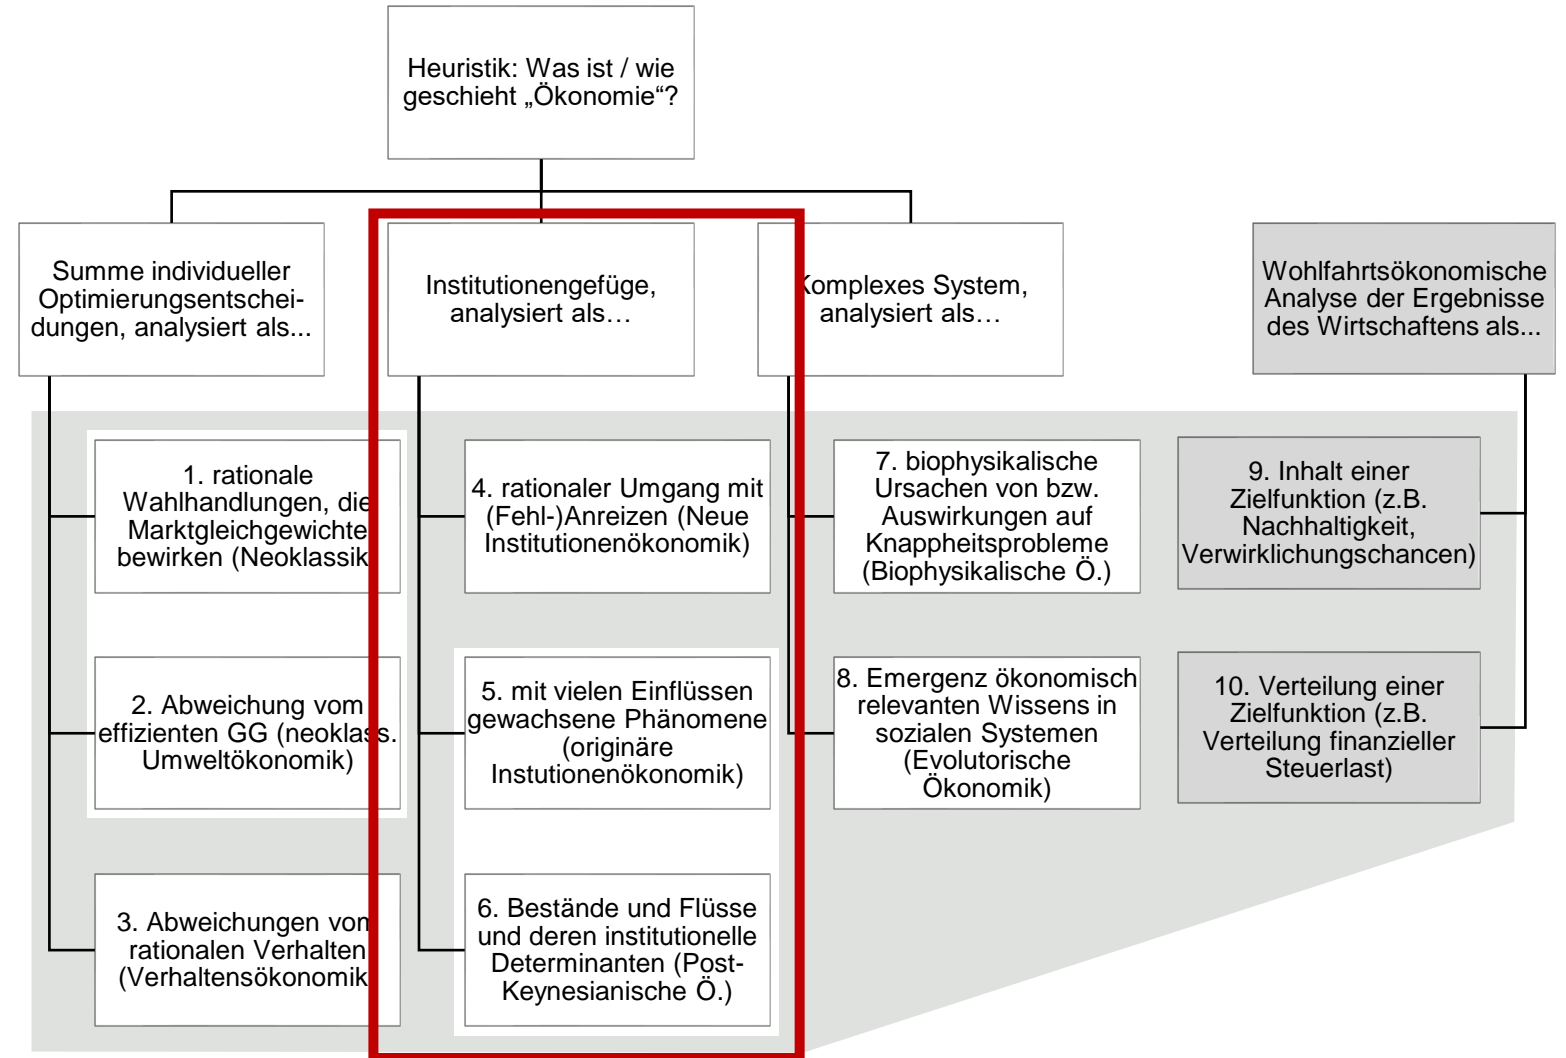 Heuristik: Was ist / wie
geschieht „Ökonomie“?
Summe individueller
Optimierungsentschei-
dungen, analysiert als...
Institutionengefüge,
analysiert als…
Komplexes System,
analysiert als…
Wohlfahrtsökonomische
Analyse der Ergebnisse
des Wirtschaftens als...
1. rationale
Wahlhandlungen, die
Marktgleichgewichte
bewirken (Neoklassik)
2. Abweichung vom
effizienten GG (neoklass.
Umweltökonomik)
3. Abweichungen vom
rationalen Verhalten
(Verhaltensökonomik)
4. rationaler Umgang mit
(Fehl-)Anreizen (Neue
Institutionenökonomik)
5. mit vielen Einflüssen
gewachsene Phänomene
(originäre
Instutionenökonomik)
6. Bestände und Flüsse
und deren institutionelle
Determinanten (Post-
Keynesianische Ö.)
7. biophysikalische
Ursachen von bzw.
Auswirkungen auf
Knappheitsprobleme
(Biophysikalische Ö.)
8. Emergenz ökonomisch
relevanten Wissens in
sozialen Systemen
(Evolutorische
Ökonomik)
9. Inhalt einer
Zielfunktion (z.B.
Nachhaltigkeit,
Verwirklichungschancen)
10. Verteilung einer
Zielfunktion (z.B.
Verteilung finanzieller
Steuerlast)